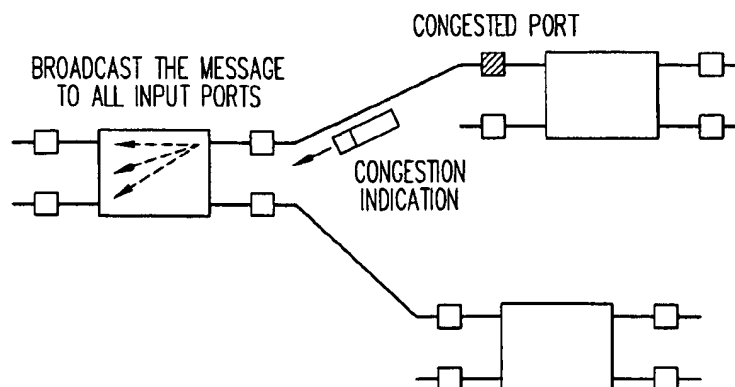 CONGESTED PORT
BROADCAST THE MESSAGE
TO ALL INPUT PORTS
CONGESTION
INDICATION